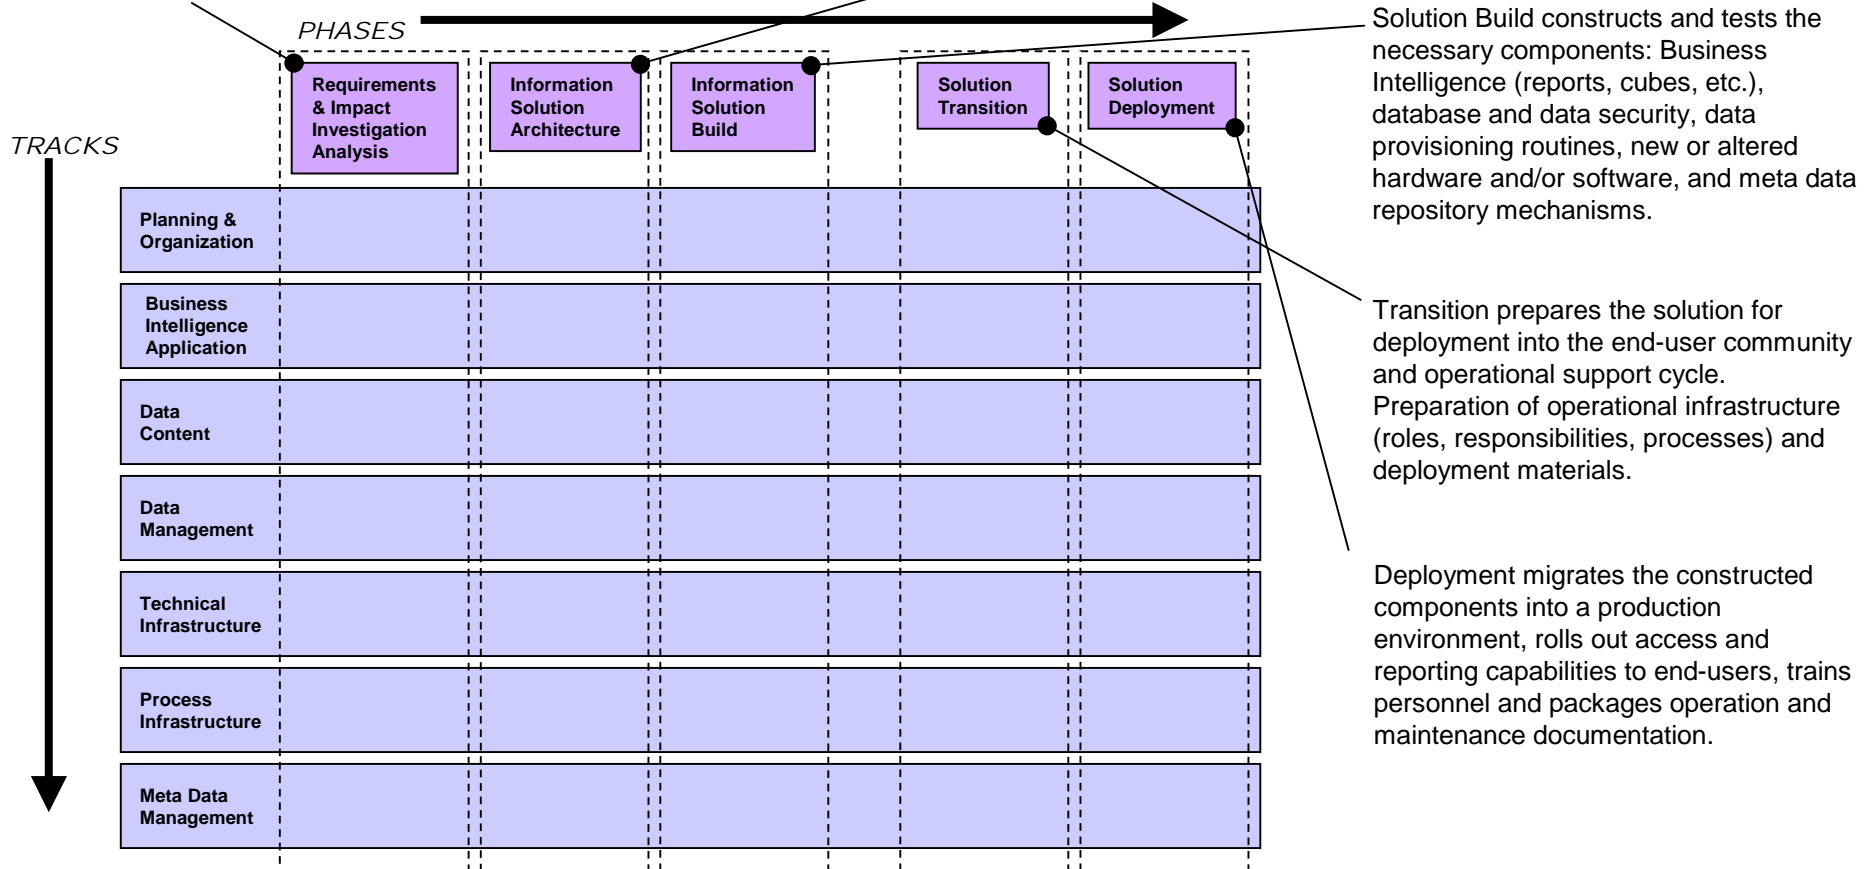 PHASES
TRACKS
Requirements
& Impact
Investigation
Analysis
Information
Solution
Architecture
Information
Solution
Build
Solution
Transition
Solution
Deployment
Planning &
Organization
Business
Intelligence
Application
Data
Content
Data
Management
Technical
Infrastructure
Process
Infrastructure
Meta Data
Management
Solution Build constructs and tests the
necessary components: Business
Intelligence (reports, cubes, etc.),
database and data security, data
provisioning routines, new or altered
hardware and/or software, and meta data
repository mechanisms.
Transition prepares the solution for
deployment into the end-user community
and operational support cycle.
Preparation of operational infrastructure
(roles, responsibilities, processes) and
deployment materials.
Deployment migrates the constructed
components into a production
environment, rolls out access and
reporting capabilities to end-users, trains
personnel and packages operation and
maintenance documentation.